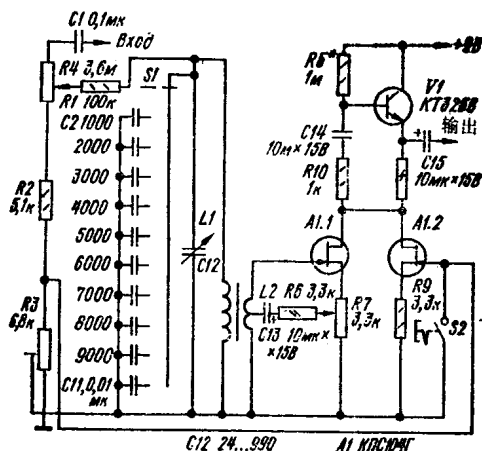 C1 0,1мк
Вход
R4 3,6м
S1
R1 100к
C2 1000
2000
3000
4000
5000
6000
7000
8000
9000
C11,0,01
мк
R2
5,1к
R3
6,8к
L1
C12
L2
R6 3,3к
C13 10мк×
×15В
R7
3,3к
R9
3,3к
S2
A1.1
A1.2
R10
1к
C14
10м×15В
1м
+9В
V1
КТ326В
输出
C15
10мк×15В
C12 24...990
A1 КПС104Г